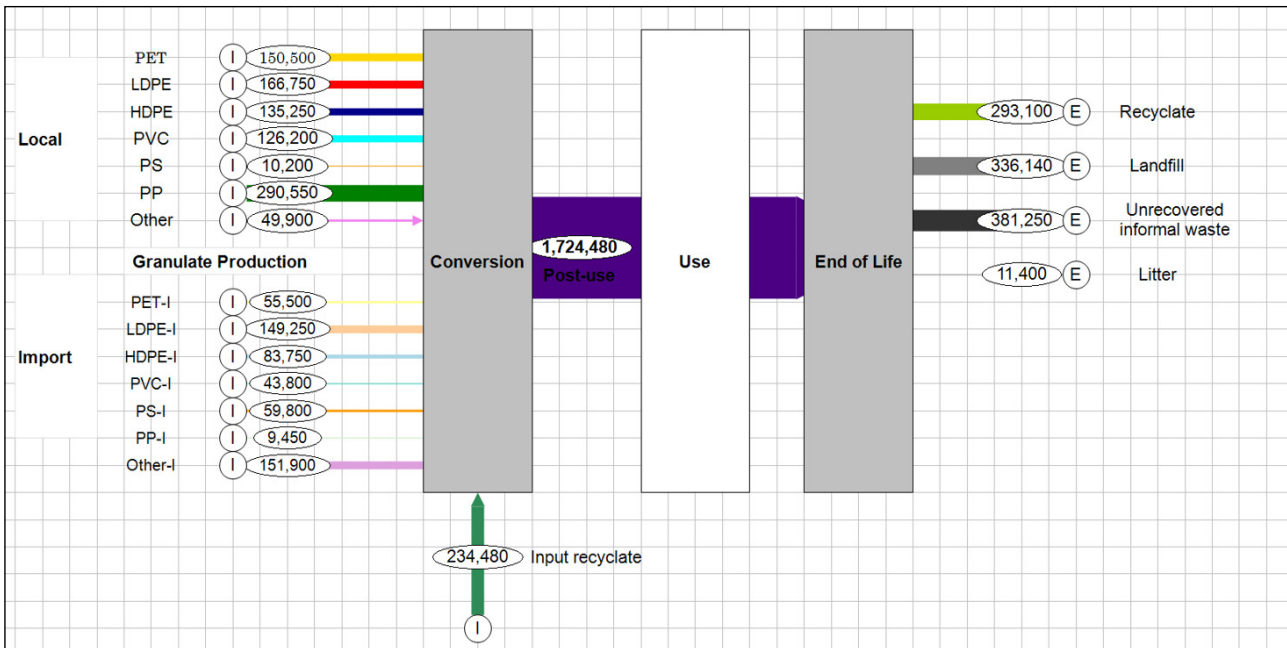 PET I 150,500
LDPE I 166,750
HDPE I 135,250
Local PVC I 126,200
PS I 10,200
PP I 290,550
Other I 49,900
Granulate Production
PET-I I 55,500
LDPE-I I 149,250
Import HDPE-I I 83,750
PVC-I I 43,800
PS-I I 59,800
PP-I I 9,450
Other-I I 151,900
Conversion
1,724,480
Post-use
Use
End of Life
293,100 E Recyclate
336,140 E Landfill
381,250 E Unrecovered
informal waste
11,400 E Litter
234,480 Input recyclate
I